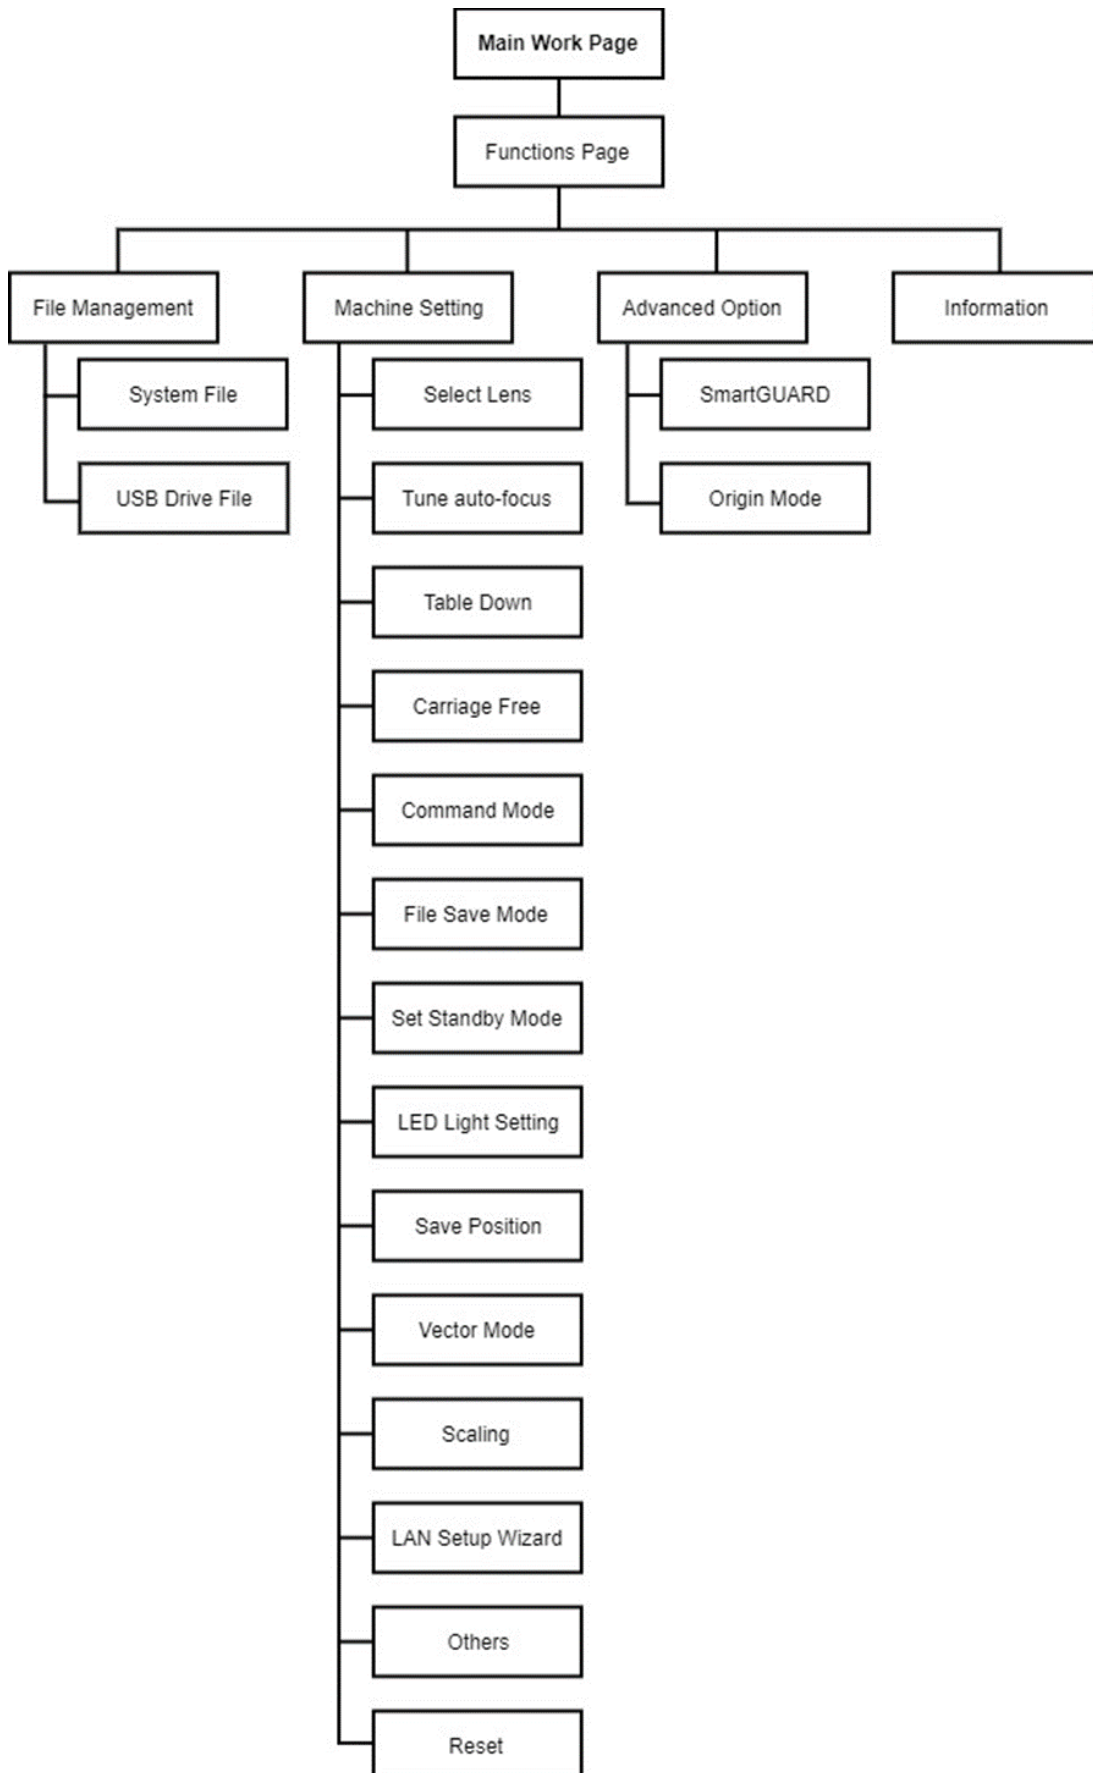 Main Work Page
Functions Page
File Management
Machine Setting
Advanced Option
Information
System File
USB Drive File
Select Lens
Tune auto-focus
Table Down
Carriage Free
Command Mode
File Save Mode
Set Standby Mode
LED Light Setting
Save Position
Vector Mode
Scaling
LAN Setup Wizard
Others
Reset
SmartGUARD
Origin Mode